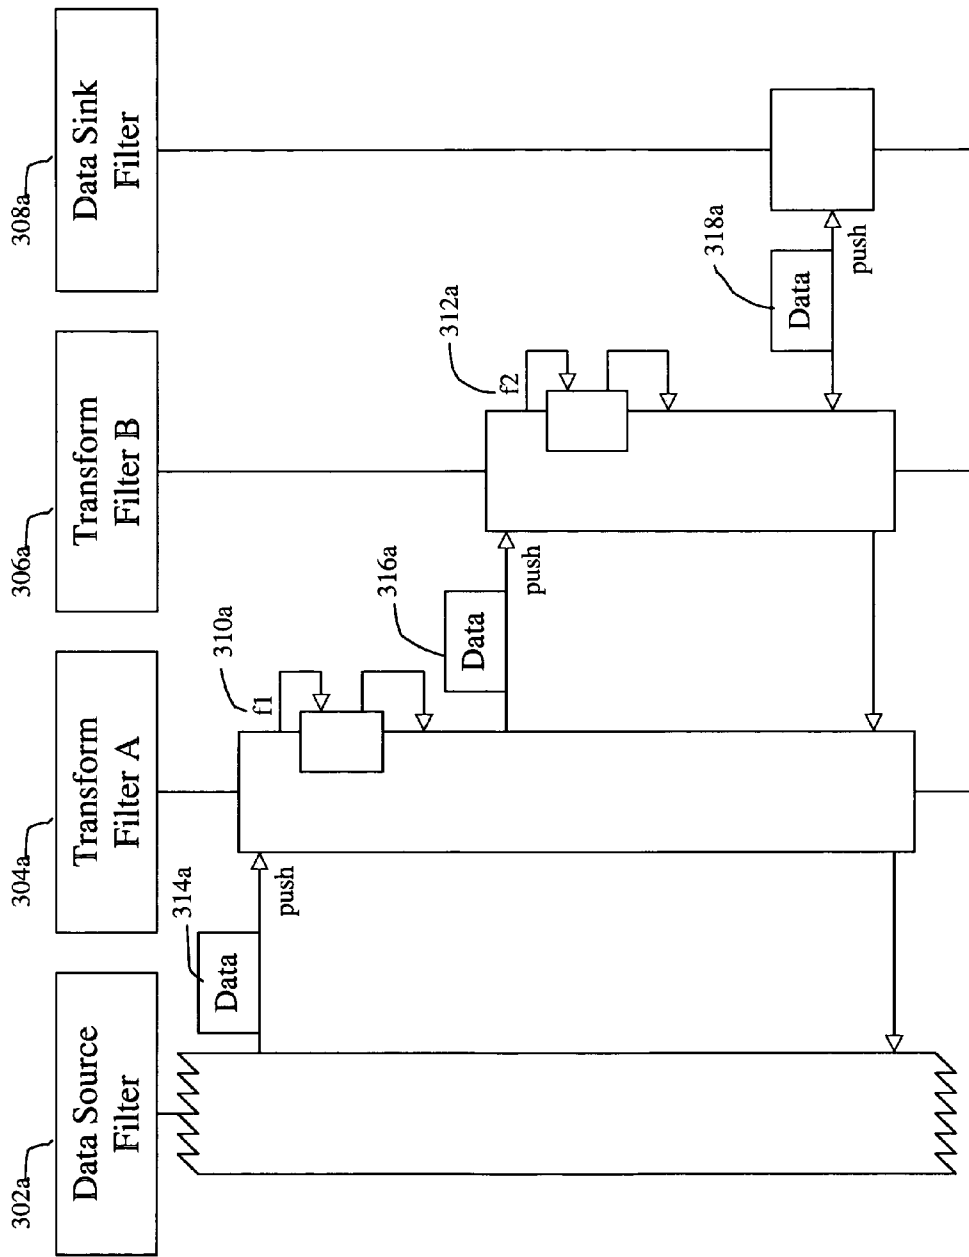 302a
304a
306a
308a
Data Source
Filter
Transform
Filter A
Transform
Filter B
Data Sink
Filter
Data
314a
push
f1
310a
Data
316a
push
f2
312a
Data
318a
push